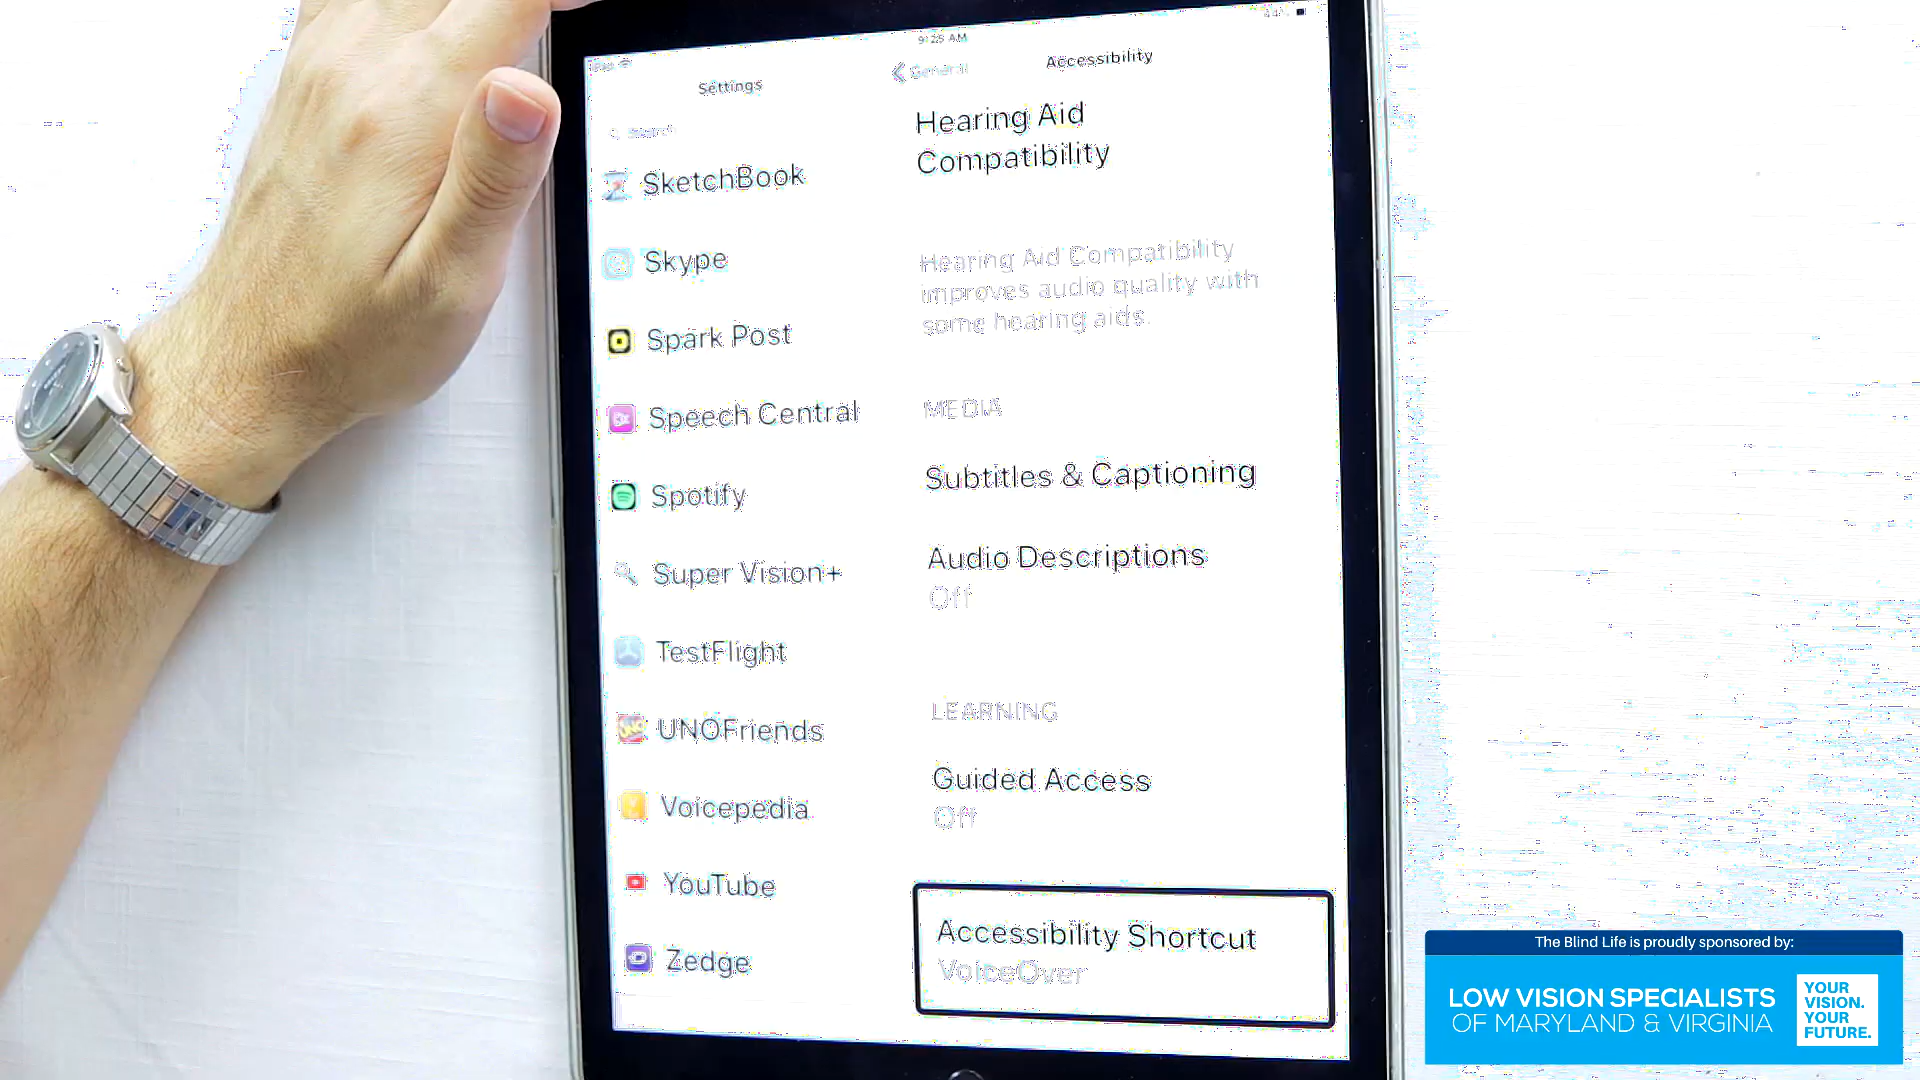 9:25 AM
Settings
Search
SketchBook
Skype
Spark Post
Speech Central
Spotify
Super Vision+
TestFlight
UNOFriends
Voicepedia
YouTube
Zedge
General
Accessibility
Hearing Aid
Compatibility
Hearing Aid Compatibility
improves audio quality with
some hearing aids.
MEDIA
Subtitles & Captioning
Audio Descriptions
Off
LEARNING
Guided Access
Off
Accessibility Shortcut
VoiceOver
The Blind Life is proudly sponsored by:
LOW VISION SPECIALISTS
OF MARYLAND & VIRGINIA
YOUR
VISION.
YOUR
FUTURE.